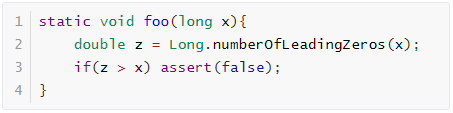 1 static void foo(long x){
2     double z = Long.numberOfLeadingZeros(x);
3     if(z > x) assert(false);
4 }